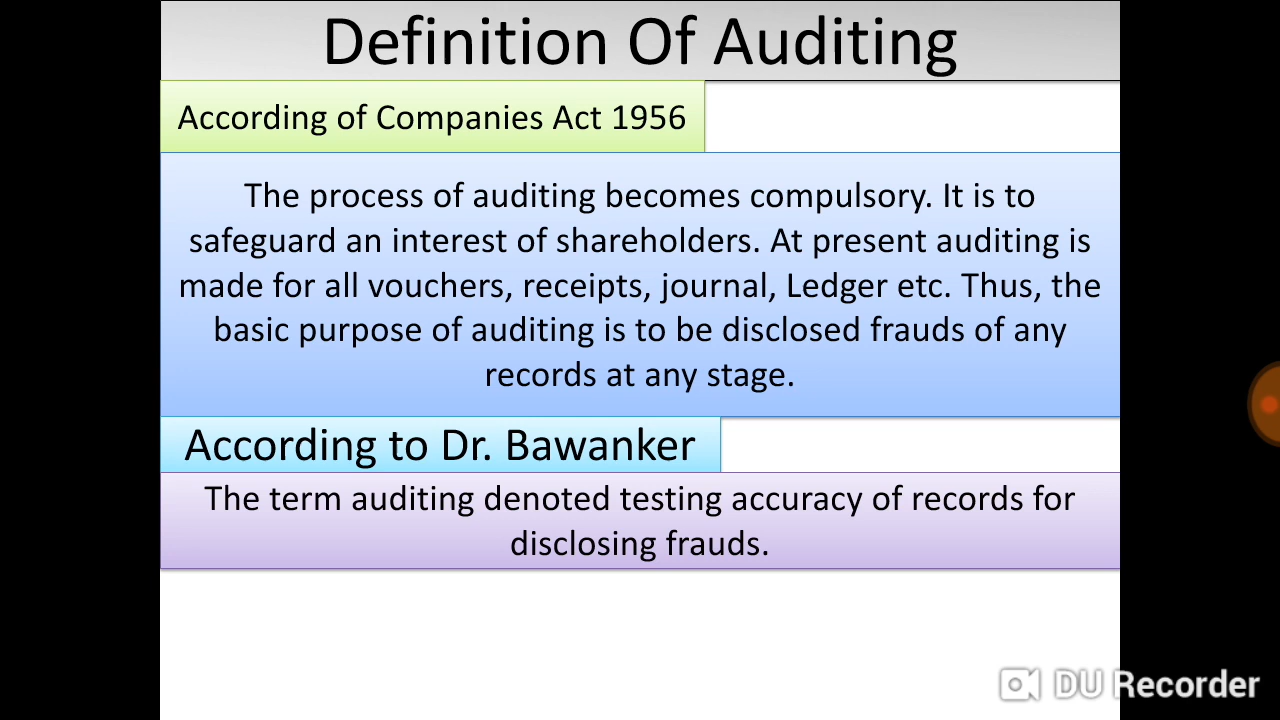 Definition Of Auditing
According of Companies Act 1956
The process of auditing becomes compulsory. It is to
safeguard an interest of shareholders. At present auditing is
made for all vouchers, receipts, journal, Ledger etc. Thus, the
basic purpose of auditing is to be disclosed frauds of any
records at any stage.
According to Dr. Bawanker
The term auditing denoted testing accuracy of records for
disclosing frauds.
DU Recorder